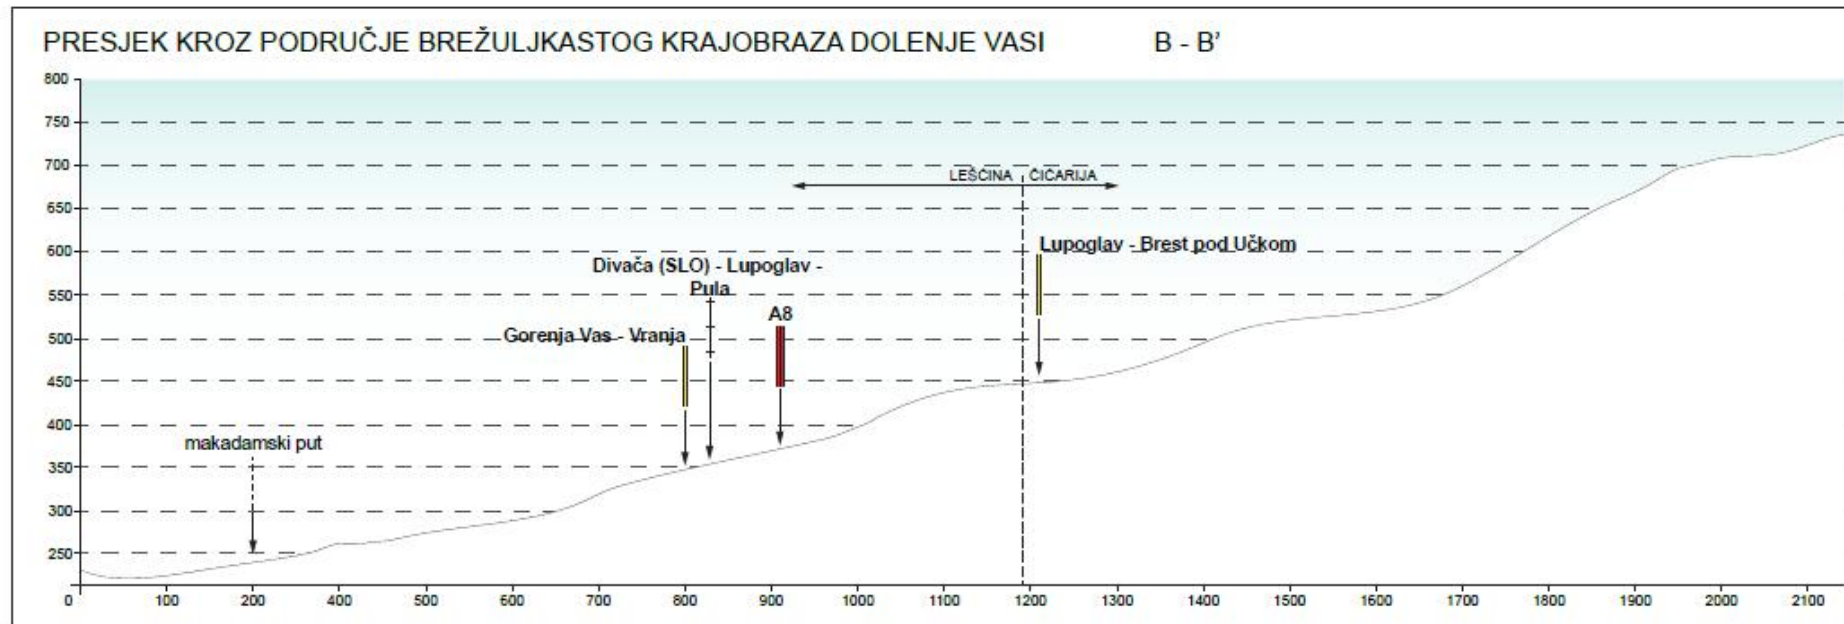 PRESJEK KROZ PODRUČJE BREŽULJKASTOG KRAJOBRAZA DOLENJE VASI B - B'
800
750
700
LEŠĆINA ČIĆARIJA
650
600
Lupoglav - Brest pod Učkom
Divača (SLO) - Lupoglav -
Pula
550
A8
500
Gorenja Vas - Vranja
450
400
makadamski put
350
300
250
0 100 200 300 400 500 600 700 800 900 1000 1100 1200 1300 1400 1500 1600 1700 1800 1900 2000 2100